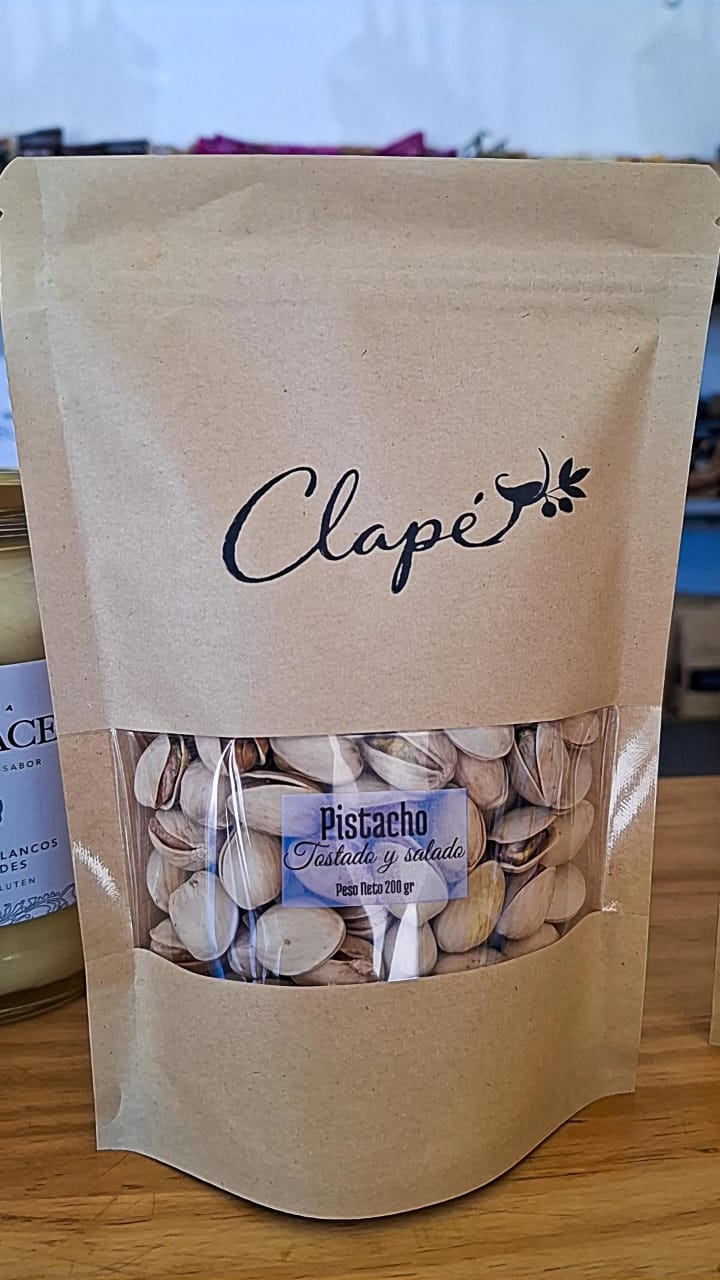 Clapé
Pistacho
Tostado y salado
Peso Neto 200 gr
ACE
SABOR
LANCOS
DES
LUTEN